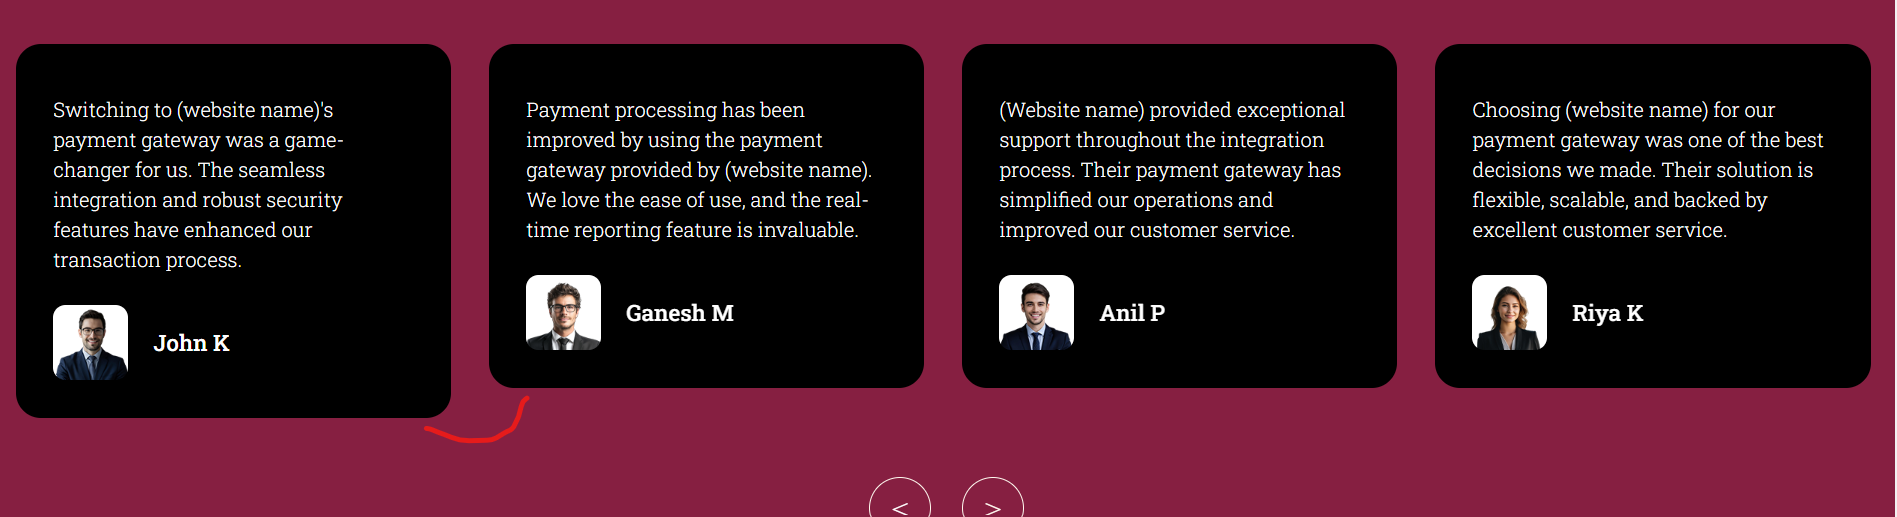 Switching to (website name)'s
payment gateway was a game-
changer for us. The seamless
integration and robust security
features have enhanced our
transaction process.
John K
Payment processing has been
improved by using the payment
gateway provided by (website name).
We love the ease of use, and the real-
time reporting feature is invaluable.
Ganesh M
(Website name) provided exceptional
support throughout the integration
process. Their payment gateway has
simplified our operations and
improved our customer service.
Anil P
Choosing (website name) for our
payment gateway was one of the best
decisions we made. Their solution is
flexible, scalable, and backed by
excellent customer service.
Riya K
< >